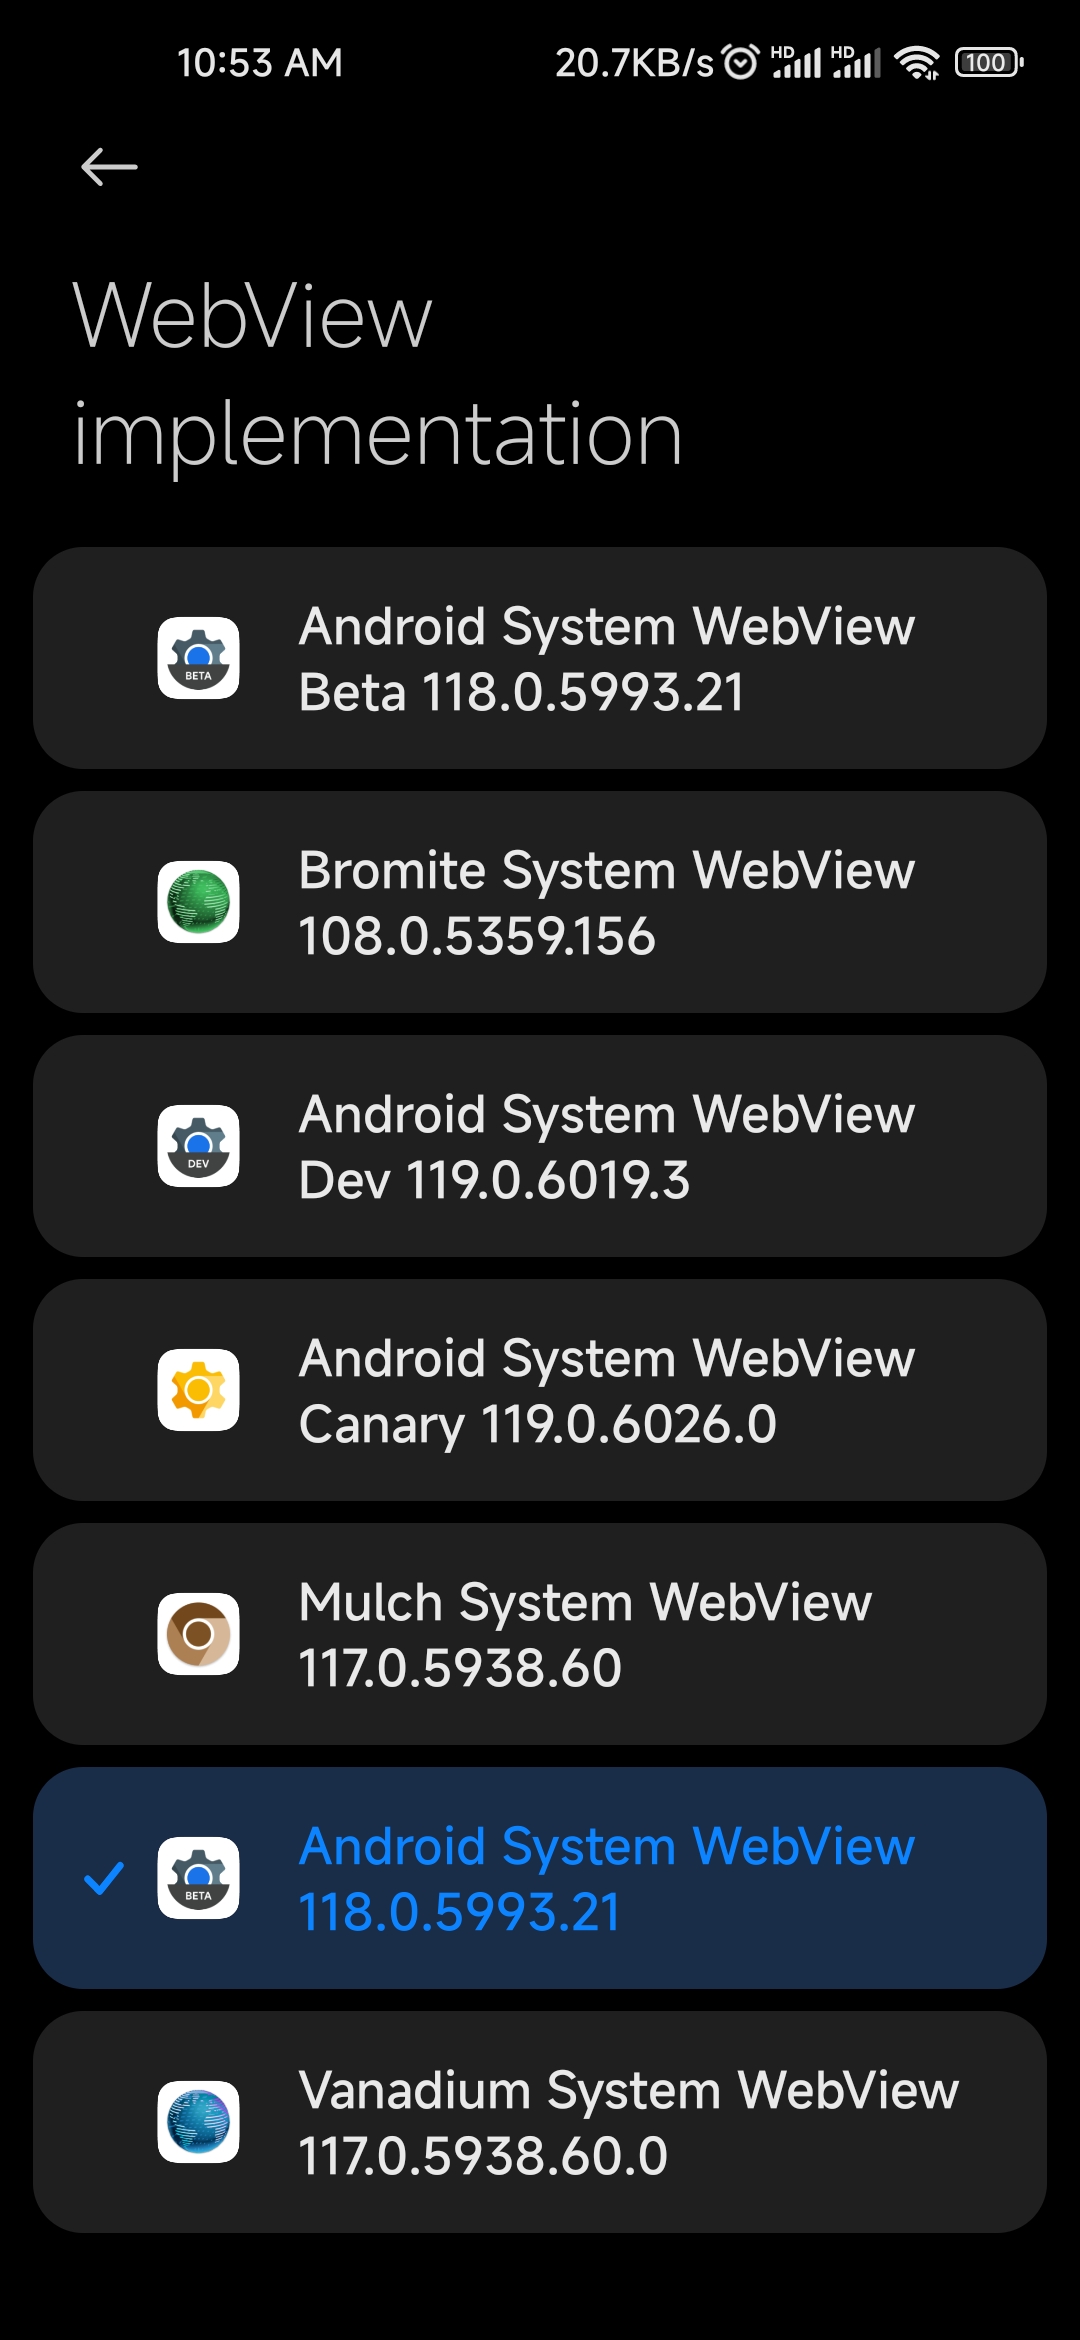 10:53 AM 20.7KB/s HD HD 100
WebView
implementation
Android System WebView
BETA
Beta 118.0.5993.21
Bromite System WebView
108.0.5359.156
Android System WebView
DEV
Dev 119.0.6019.3
Android System WebView
Canary 119.0.6026.0
Mulch System WebView
117.0.5938.60
Android System WebView
BETA
118.0.5993.21
Vanadium System WebView
117.0.5938.60.0